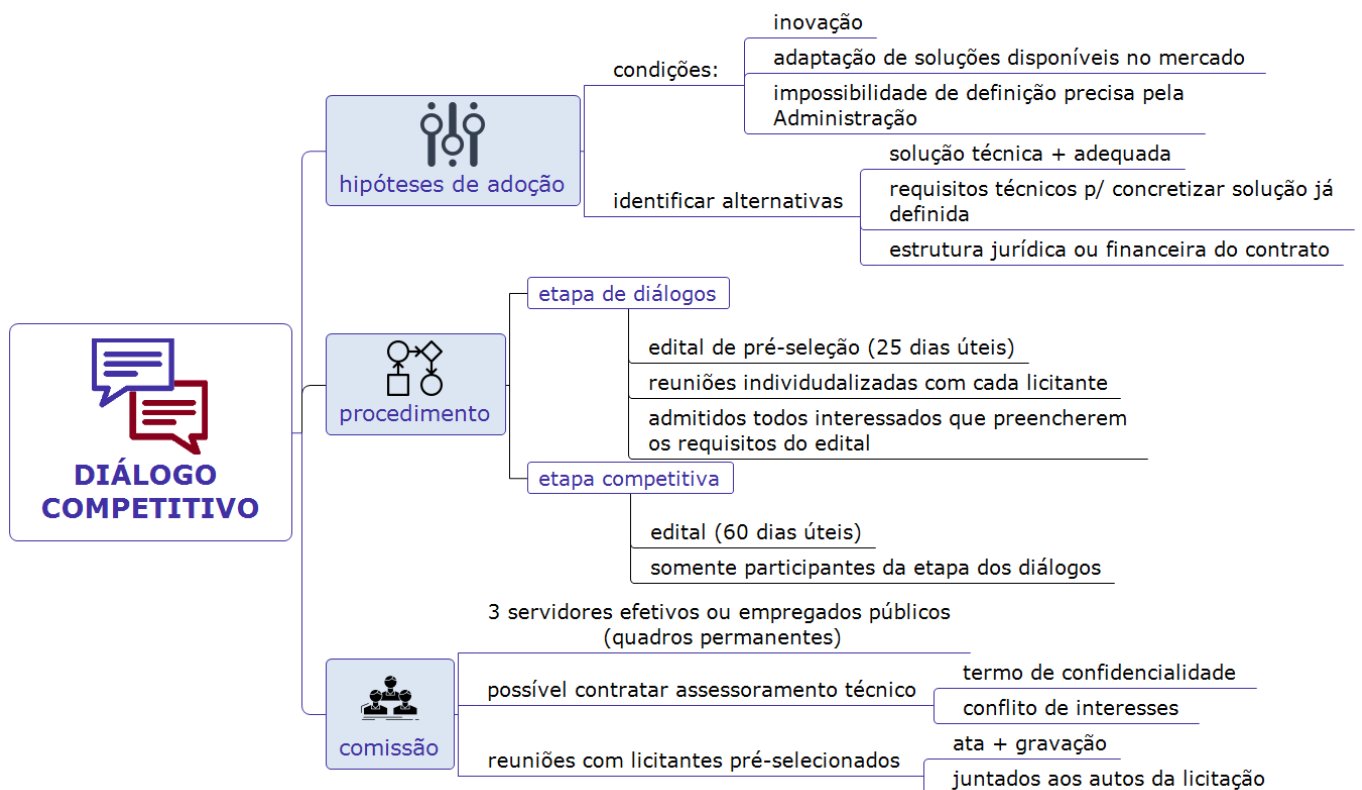 DIÁLOGO
COMPETITIVO
hipóteses de adoção
condições:
inovação
adaptação de soluções disponíveis no mercado
impossibilidade de definição precisa pela
Administração
identificar alternativas
solução técnica + adequada
requisitos técnicos p/ concretizar solução já
definida
estrutura jurídica ou financeira do contrato
procedimento
etapa de diálogos
edital de pré-seleção (25 dias úteis)
reuniões individudalizadas com cada licitante
admitidos todos interessados que preencherem
os requisitos do edital
etapa competitiva
edital (60 dias úteis)
somente participantes da etapa dos diálogos
comissão
3 servidores efetivos ou empregados públicos
(quadros permanentes)
possível contratar assessoramento técnico
termo de confidencialidade
conflito de interesses
reuniões com licitantes pré-selecionados
ata + gravação
juntados aos autos da licitação